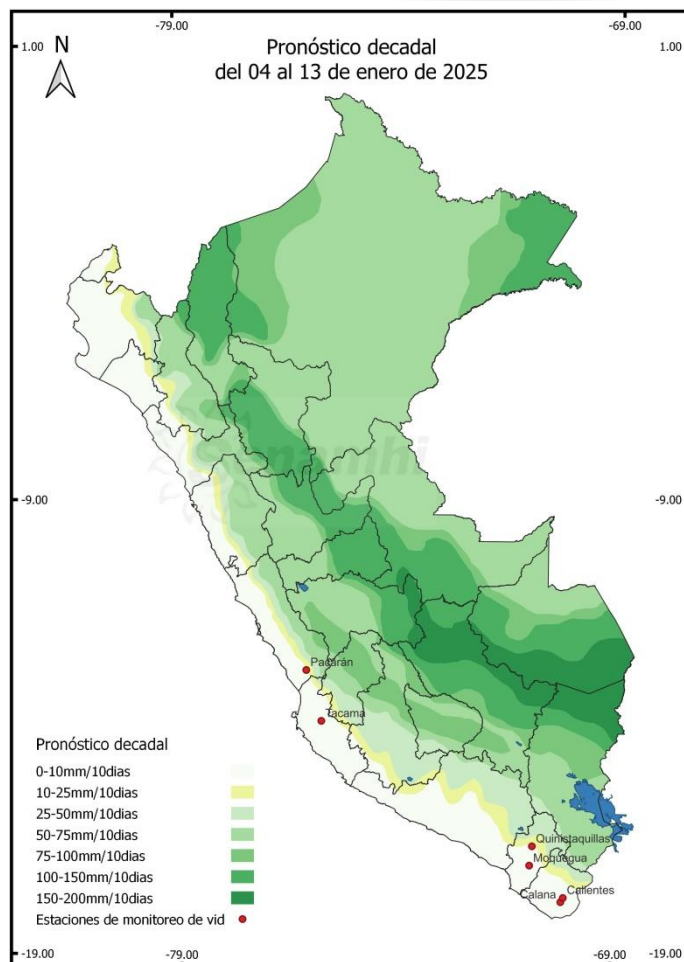 -79.00
-69.00
1.00
1.00
N
Pronóstico decadal
del 04 al 13 de enero de 2025
Senamhi
-9.00
-9.00
Pacarán
Tacama
Quinistaquillas
Moquegua
Calana
Calientes
Pronóstico decadal
0-10mm/10dias
10-25mm/10dias
25-50mm/10dias
50-75mm/10dias
75-100mm/10dias
100-150mm/10dias
150-200mm/10dias
Estaciones de monitoreo de vid
-19.00
-19.00
-79.00
-69.00